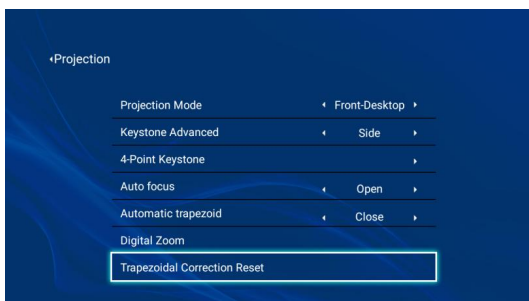 Projection
Projection Mode Front-Desktop
Keystone Advanced Side
4-Point Keystone
Auto focus Open
Automatic trapezoid Close
Digital Zoom
Trapezoidal Correction Reset